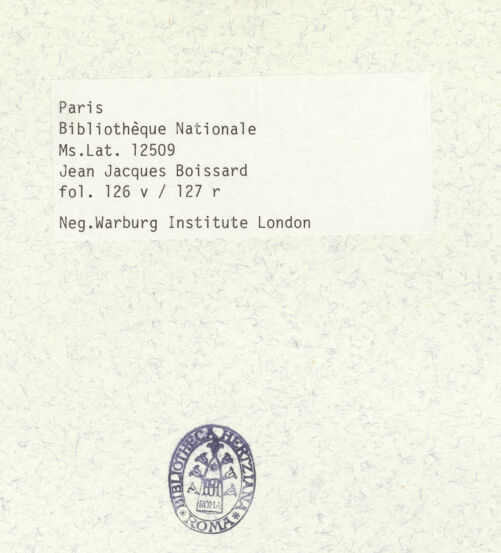 Paris
Bibliothèque Nationale
Ms.Lat. 12509
Jean Jacques Boissard
fol. 126 v / 127 r
Neg.Warburg Institute London
BIBLIOTHECA HERTZIANA
ROMA
* ROMA *